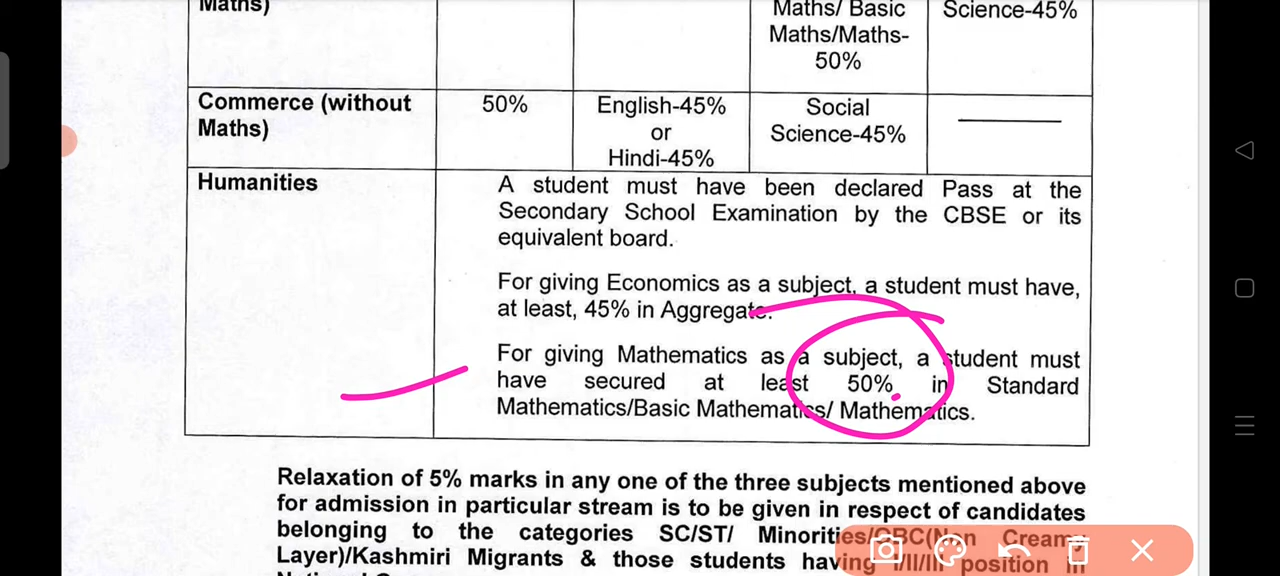 Maths)
Maths/ Basic
Maths/Maths-
50%
Science-45%
Commerce (without
Maths)
50%
English-45%
or
Hindi-45%
Social
Science-45%
Humanities
A student must have been declared Pass at the
Secondary School Examination by the CBSE or its
equivalent board.
For giving Economics as a subject, a student must have,
at least, 45% in Aggregate.
For giving Mathematics as a subject, a student must
have secured at least 50% in Standard
Mathematics/Basic Mathematics/ Mathematics.
Relaxation of 5% marks in any one of the three subjects mentioned above
for admission in particular stream is to be given in respect of candidates
belonging to the categories SC/ST/ Minorities/OBC(Non Creamy
Layer)/Kashmiri Migrants & those students having I/II/III position in